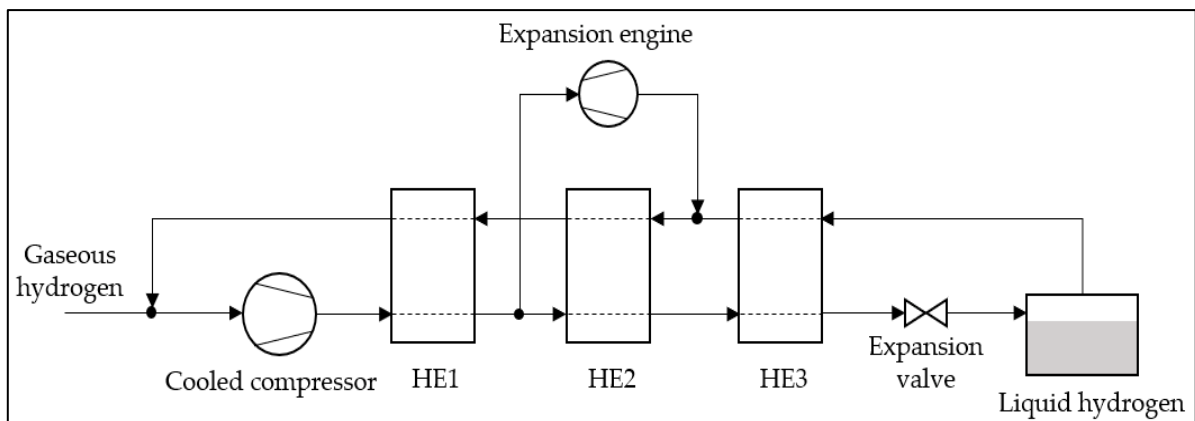 Expansion engine
Gaseous
hydrogen
Cooled compressor
HE1
HE2
HE3
Expansion
valve
Liquid hydrogen